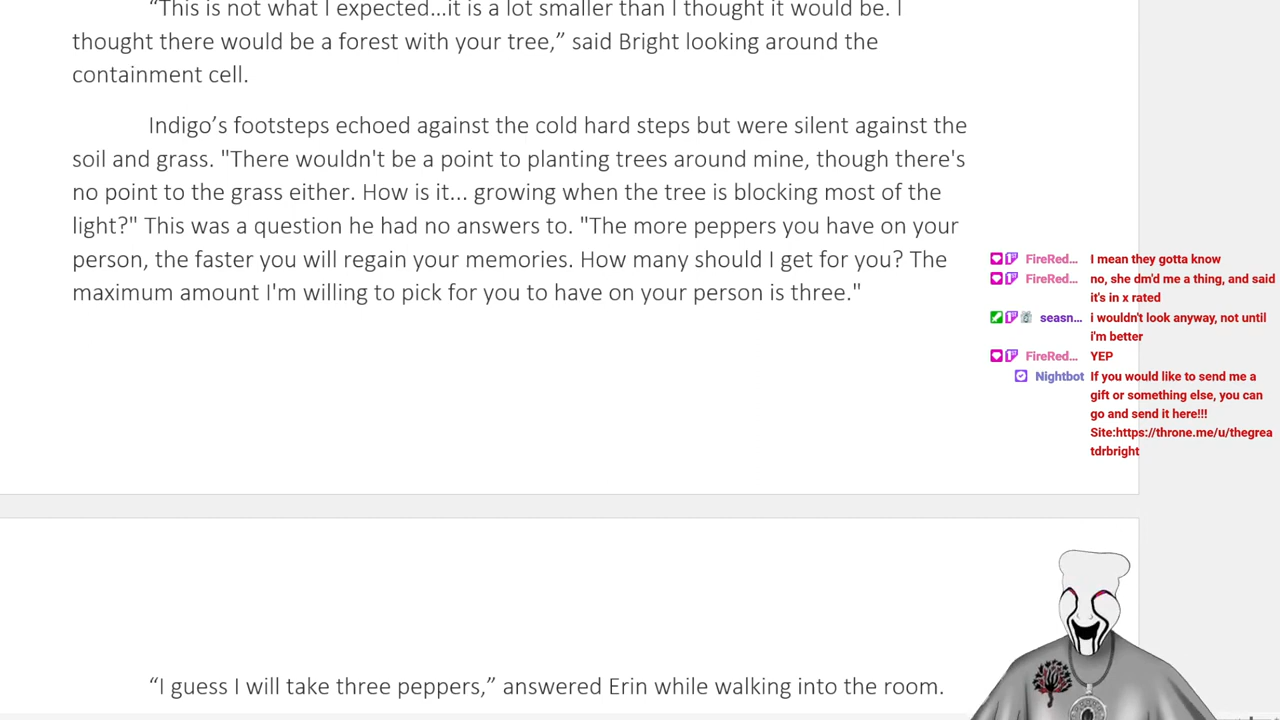 “This is not what I expected...it is a lot smaller than I thought it would be. I
thought there would be a forest with your tree,” said Bright looking around the
containment cell.
Indigo’s footsteps echoed against the cold hard steps but were silent against the
soil and grass. "There wouldn't be a point to planting trees around mine, though there's
no point to the grass either. How is it... growing when the tree is blocking most of the
light?" This was a question he had no answers to. "The more peppers you have on your
person, the faster you will regain your memories. How many should I get for you? The
maximum amount I'm willing to pick for you to have on your person is three."
“I guess I will take three peppers,” answered Erin while walking into the room.
FireRed... I mean they gotta know
FireRed... no, she dm'd me a thing, and said
it's in x rated
seasn... i wouldn't look anyway, not until
i'm better
FireRed... YEP
Nightbot If you would like to send me a
gift or something else, you can
go and send it here!!!
Site:https://throne.me/u/thegrea
tdrbright